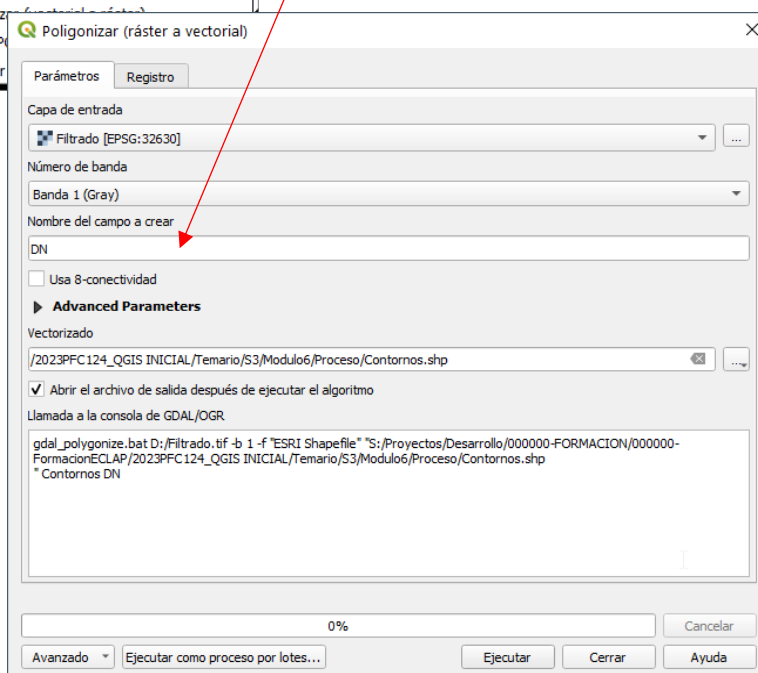 Poligonizar (ráster a vectorial)
Parámetros
Registro
Capa de entrada
Filtrado [EPSG:32630]
...
Número de banda
Banda 1 (Gray)
Nombre del campo a crear
DN
Usa 8-conectividad
Advanced Parameters
Vectorizado
/2023PFC124_QGIS INICIAL/Temario/S3/Modulo6/Proceso/Contornos.shp
...
Abrir el archivo de salida después de ejecutar el algoritmo
Llamada a la consola de GDAL/OGR
gdal_polygonize.bat D:/Filtrado.tif -b 1 -f "ESRI Shapefile" "S:/Proyectos/Desarrollo/000000-FORMACION/000000-
FormacionECLAP/2023PFC124_QGIS INICIAL/Temario/S3/Modulo6/Proceso/Contornos.shp
" Contornos DN
0%
Cancelar
Avanzado
Ejecutar como proceso por lotes...
Ejecutar
Cerrar
Ayuda